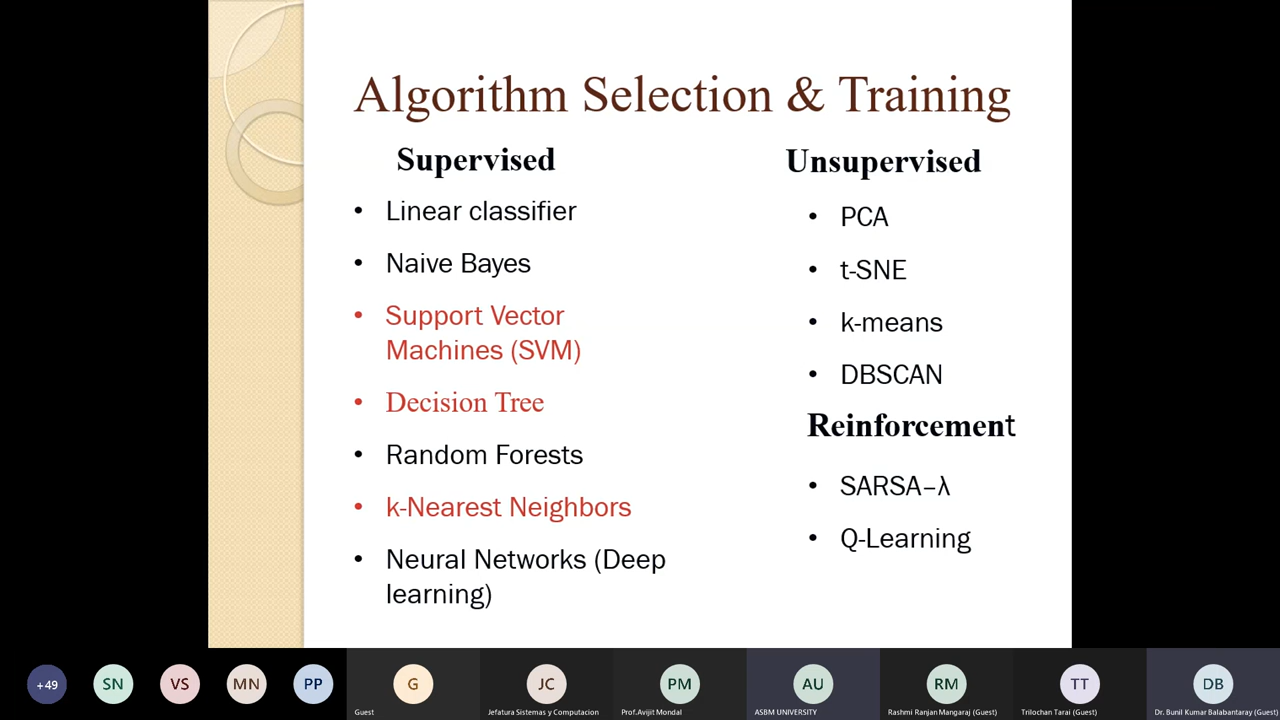 Algorithm Selection & Training
Supervised
• Linear classifier
• Naive Bayes
• Support Vector
Machines (SVM)
• Decision Tree
• Random Forests
• k-Nearest Neighbors
• Neural Networks (Deep
learning)
Unsupervised
• PCA
• t-SNE
• k-means
• DBSCAN
Reinforcement
• SARSA–λ
• Q-Learning
+49
SN
VS
MN
PP
G
Guest
JC
Jefatura Sistemas y Computacion
PM
Prof.Avijit Mondal
AU
ASBM UNIVERSITY
RM
Rashmi Ranjan Mangaraj (Guest)
TT
Trilochan Tarai (Guest)
DB
Dr. Bunil Kumar Balabantaray (Guest)